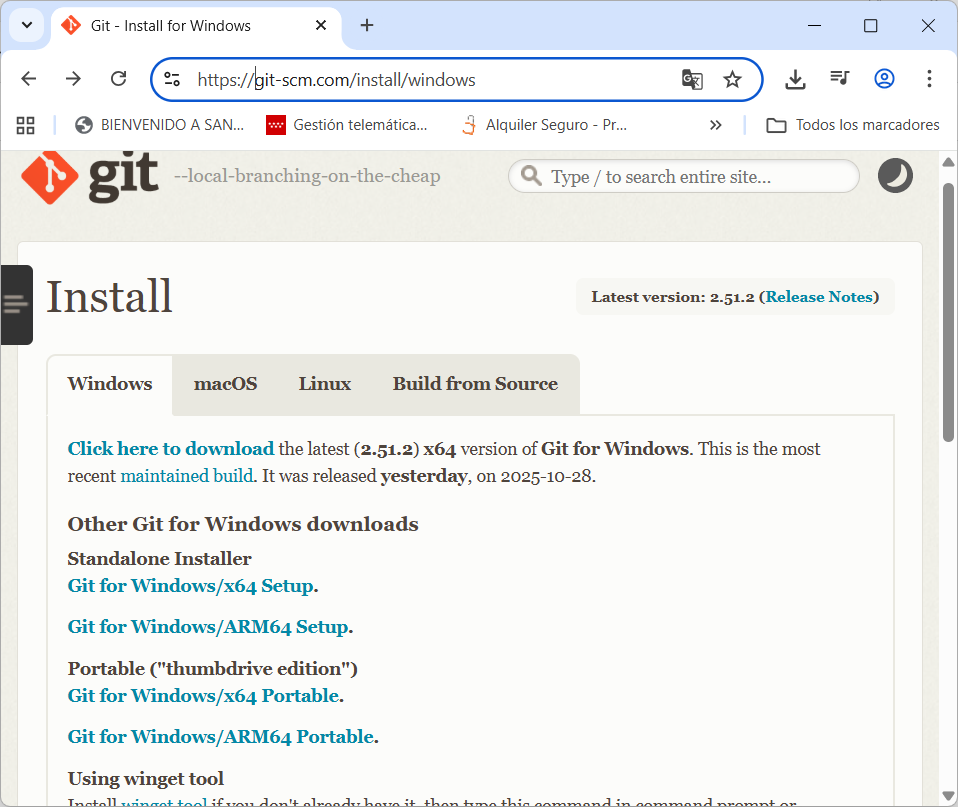 Git - Install for Windows
https://git-scm.com/install/windows
BIENVENIDO A SAN...
Gestión telemática...
Alquiler Seguro - Pr...
»
Todos los marcadores
git --local-branching-on-the-cheap
Type / to search entire site...
Install
Latest version: 2.51.2 (Release Notes)
Windows macOS Linux Build from Source
Click here to download the latest (2.51.2) x64 version of Git for Windows. This is the most
recent maintained build. It was released yesterday, on 2025-10-28.
Other Git for Windows downloads
Standalone Installer
Git for Windows/x64 Setup.
Git for Windows/ARM64 Setup.
Portable ("thumbdrive edition")
Git for Windows/x64 Portable.
Git for Windows/ARM64 Portable.
Using winget tool
Install winget tool if you don't already have it, then type this command in command prompt or